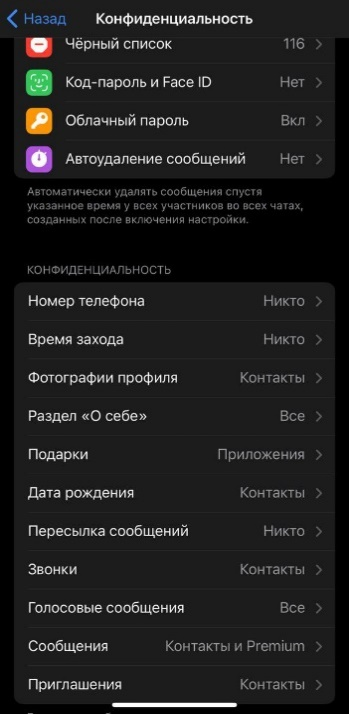 Назад Конфиденциальность
Чёрный список 116
Код-пароль и Face ID Нет
Облачный пароль Вкл
Автоудаление сообщений Нет
Автоматически удалять сообщения спустя
указанное время у всех участников во всех чатах,
созданных после включения настройки.
КОНФИДЕНЦИАЛЬНОСТЬ
Номер телефона Никто
Время захода Никто
Фотографии профиля Контакты
Раздел «О себе» Все
Подарки Приложения
Дата рождения Контакты
Пересылка сообщений Никто
Звонки Контакты
Голосовые сообщения Все
Сообщения Контакты и Premium
Приглашения Контакты